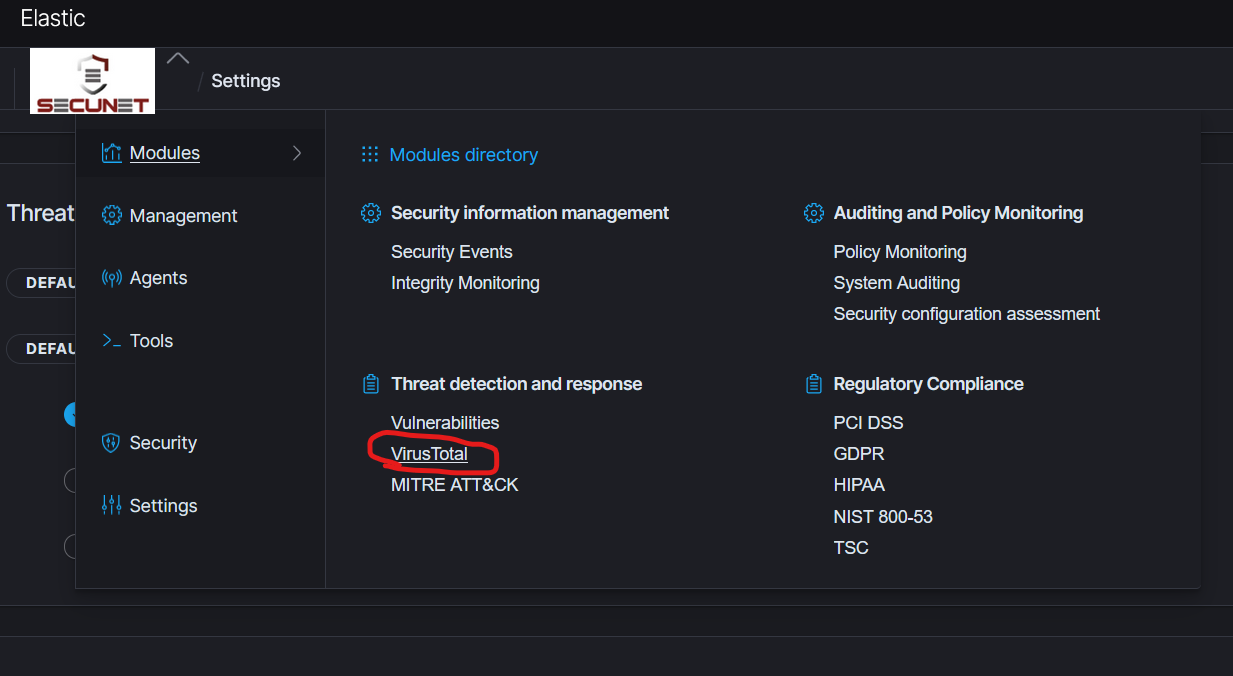 Elastic
SECUNET
/ Settings
Modules
Management
Agents
Tools
Security
Settings
Threat
DEFAU
DEFAU
Modules directory
Security information management
Security Events
Integrity Monitoring
Auditing and Policy Monitoring
Policy Monitoring
System Auditing
Security configuration assessment
Threat detection and response
Vulnerabilities
VirusTotal
MITRE ATT&CK
Regulatory Compliance
PCI DSS
GDPR
HIPAA
NIST 800-53
TSC